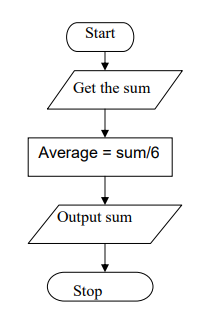 Start
Get the sum
Average = sum/6
Output sum
Stop